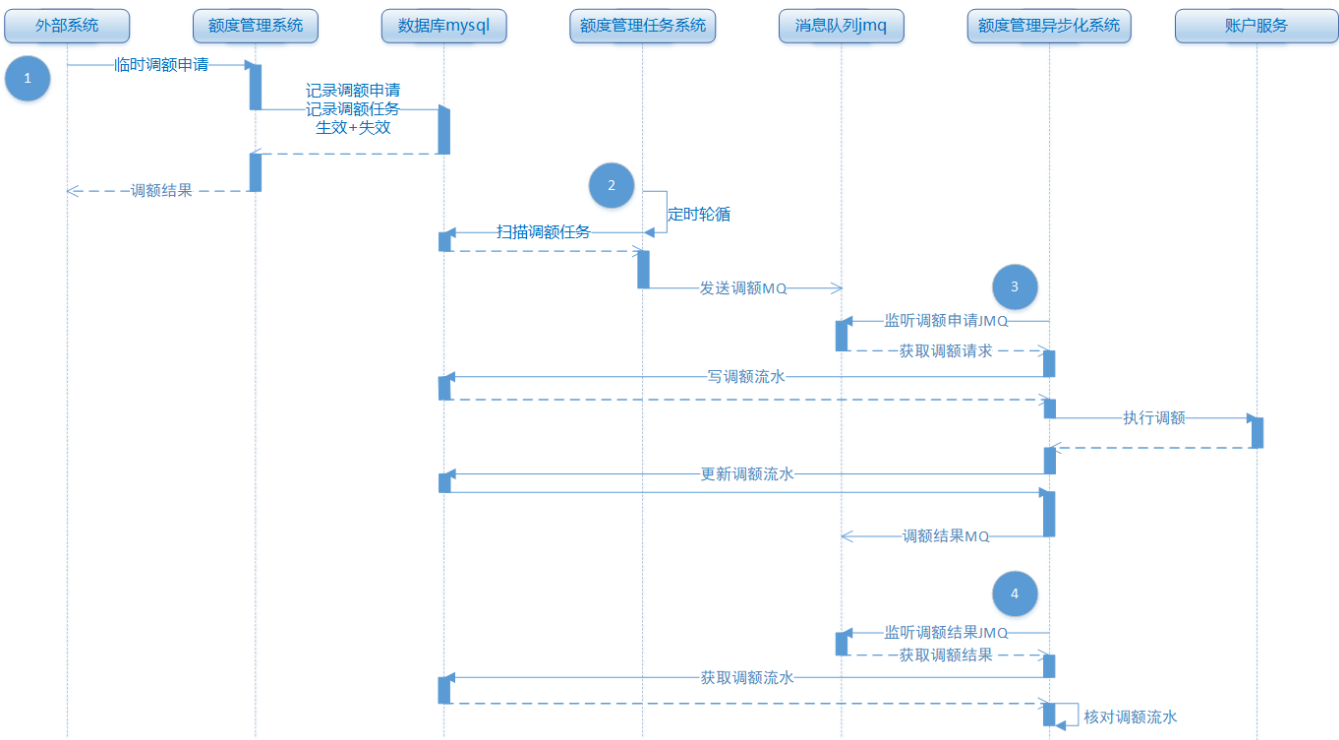 外部系统
额度管理系统
数据库mysql
额度管理任务系统
消息队列jmq
额度管理异步化系统
账户服务
1
临时调额申请
记录调额申请
记录调额任务
生效+失效
调额结果
2
定时轮循
扫描调额任务
发送调额MQ
3
监听调额申请JMQ
获取调额请求
写调额流水
执行调额
更新调额流水
调额结果MQ
4
监听调额结果JMQ
获取调额结果
获取调额流水
核对调额流水